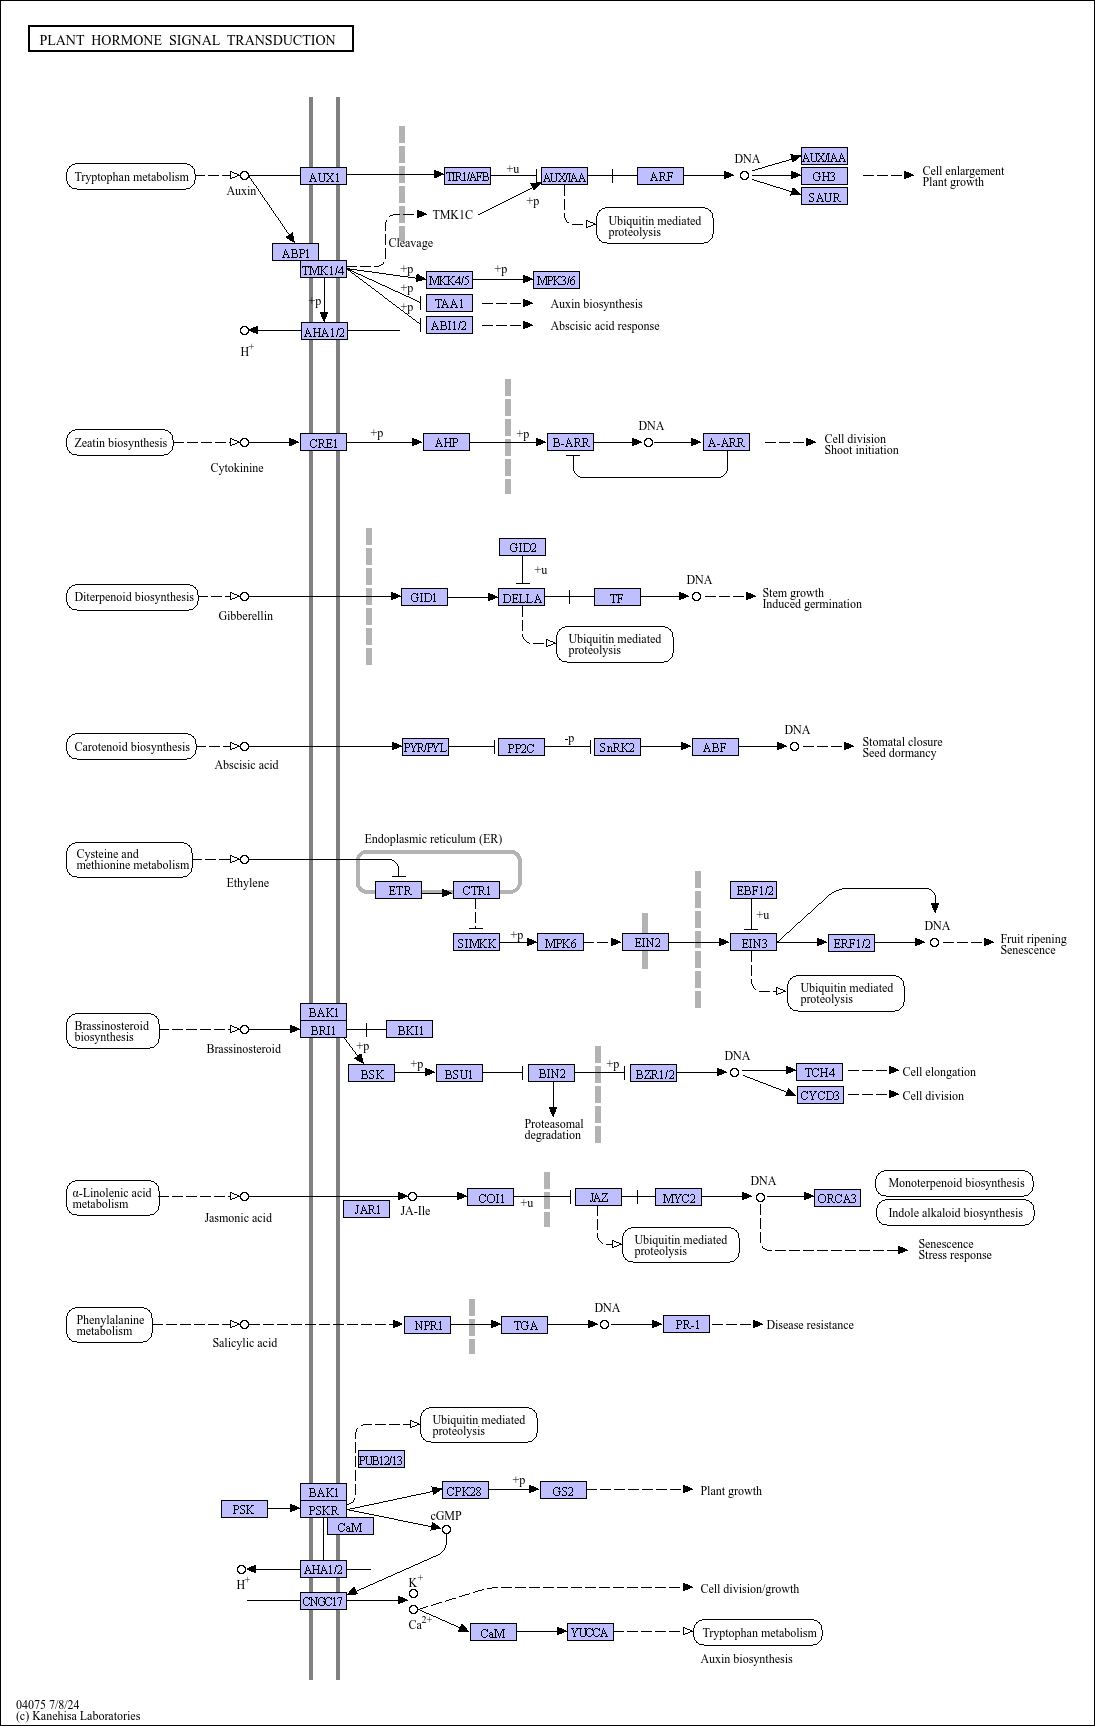 PLANT HORMONE SIGNAL TRANSDUCTION
Tryptophan metabolism
Auxin
AUX1
TIR1/AFB
+u
AUX/IAA
ARF
DNA
AUX/IAA
GH3
SAUR
Cell enlargement
Plant growth
TMK1C
+p
Ubiquitin mediated
proteolysis
Cleavage
ABP1
TMK1/4
+p
MKK4/5
+p
MPK3/6
+p
TAA1
Auxin biosynthesis
+p
ABI1/2
Abscisic acid response
+p
AHA1/2
H+
Zeatin biosynthesis
Cytokinine
CRE1
+p
AHP
+p
B-ARR
DNA
A-ARR
Cell division
Shoot initiation
GID2
+u
Diterpenoid biosynthesis
Gibberellin
GID1
DELLA
TF
DNA
Stem growth
Induced germination
Ubiquitin mediated
proteolysis
Carotenoid biosynthesis
Abscisic acid
PYR/PYL
PP2C
-p
SnRK2
ABF
DNA
Stomatal closure
Seed dormancy
Endoplasmic reticulum (ER)
Cysteine and
methionine metabolism
Ethylene
ETR
CTR1
EBF1/2
+u
SIMKK
+p
MPK6
EIN2
EIN3
ERF1/2
DNA
Fruit ripening
Senescence
Ubiquitin mediated
proteolysis
Brassinosteroid
biosynthesis
Brassinosteroid
BAK1
BRI1
BKI1
+p
BSK
+p
BSU1
BIN2
+p
BZR1/2
DNA
TCH4
Cell elongation
CYCD3
Cell division
Proteasomal
degradation
α-Linolenic acid
metabolism
Jasmonic acid
JAR1
JA-Ile
COI1
+u
JAZ
MYC2
DNA
ORCA3
Monoterpenoid biosynthesis
Indole alkaloid biosynthesis
Ubiquitin mediated
proteolysis
Senescence
Stress response
Phenylalanine
metabolism
Salicylic acid
NPR1
TGA
DNA
PR-1
Disease resistance
Ubiquitin mediated
proteolysis
PUB12/13
BAK1
PSK
PSKR
CaM
CPK28
+p
GS2
Plant growth
cGMP
AHA1/2
H+
CNGC17
K+
Ca2+
Cell division/growth
CaM
YUCCA
Tryptophan metabolism
Auxin biosynthesis
04075 7/8/24
(c) Kanehisa Laboratories